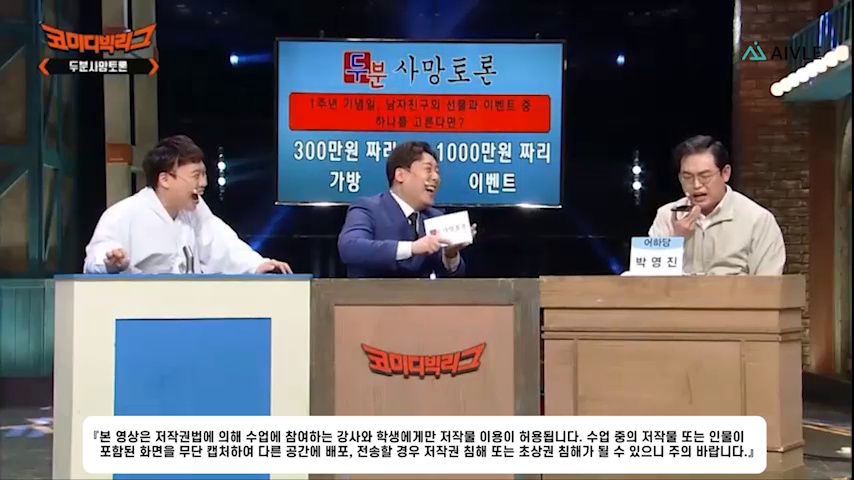 코미디빅리그
두분사망토론
AIVLE
두분 사망토론
1주년 기념일, 남자친구의 선물과 이벤트 중
하나를 고른다면?
300만원 짜리
1000만원 짜리
가방
이벤트
사망토론
어하당
박영진
코미디빅리그
『본 영상은 저작권법에 의해 수업에 참여하는 강사와 학생에게만 저작물 이용이 허용됩니다. 수업 중의 저작물 또는 인물이
포함된 화면을 무단 캡처하여 다른 공간에 배포, 전송할 경우 저작권 침해 또는 초상권 침해가 될 수 있으니 주의 바랍니다.』